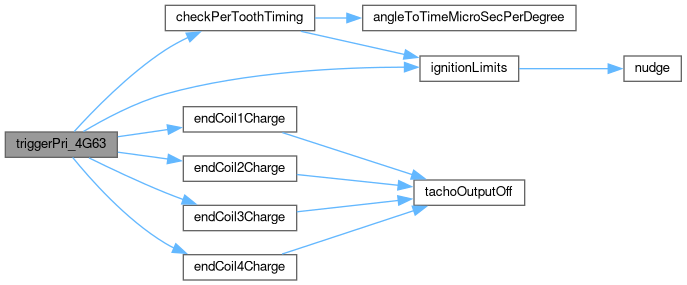 checkPerToothTiming
angleToTimeMicroSecPerDegree
ignitionLimits
nudge
endCoil1Charge
triggerPri_4G63
endCoil2Charge
tachoOutputOff
endCoil3Charge
endCoil4Charge